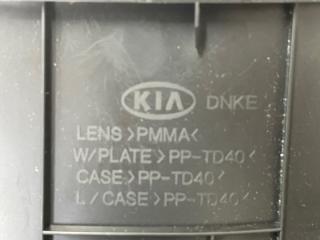 KIA DNKE
LENS >PMMA<
W/PLATE >PP-TD40<
CASE >PP-TD40<
L/CASE >PP-TD40<